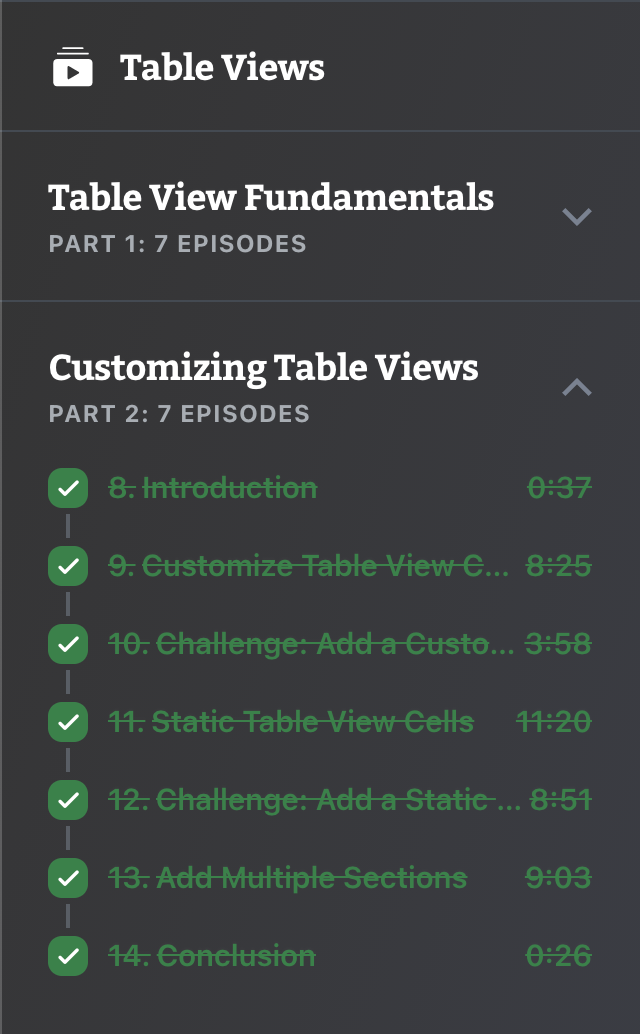 Table Views
Table View Fundamentals
PART 1: 7 EPISODES
Customizing Table Views
PART 2: 7 EPISODES
8. Introduction 0:37
9. Customize Table View C... 8:25
10. Challenge: Add a Custo... 3:58
11. Static Table View Cells 11:20
12. Challenge: Add a Static ... 8:51
13. Add Multiple Sections 9:03
14. Conclusion 0:26